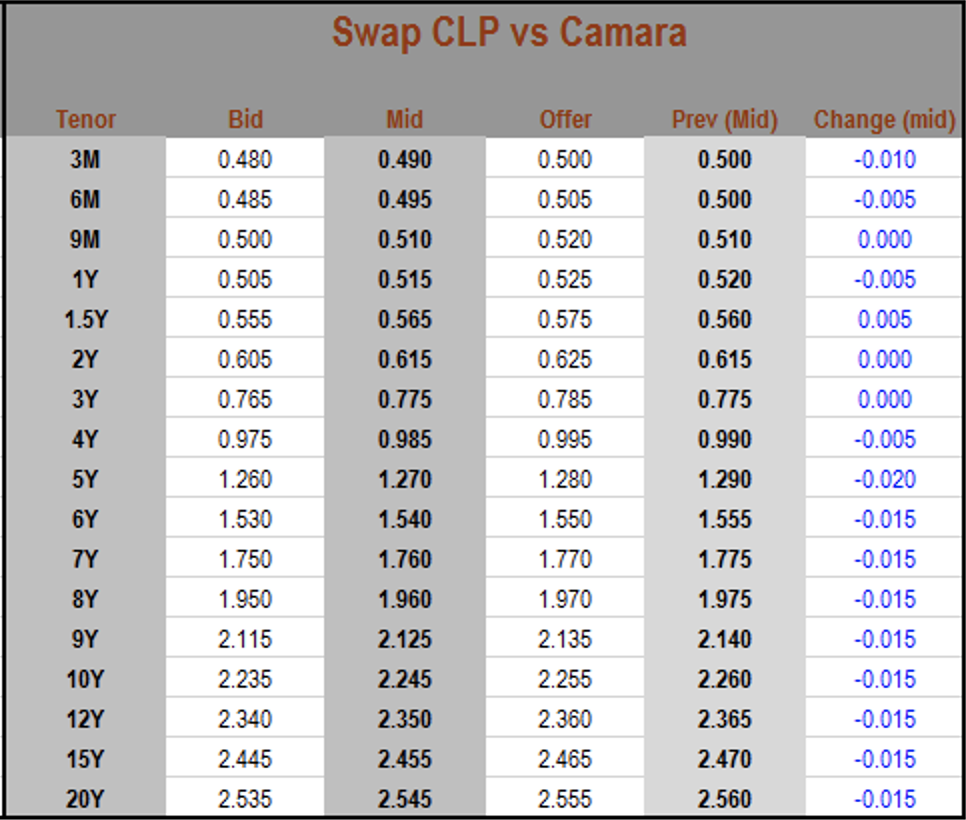 Swap CLP vs Camara
Tenor Bid Mid Offer Prev (Mid) Change (mid)
3M 0.480 0.490 0.500 0.500 -0.010
6M 0.485 0.495 0.505 0.500 -0.005
9M 0.500 0.510 0.520 0.510 0.000
1Y 0.505 0.515 0.525 0.520 -0.005
1.5Y 0.555 0.565 0.575 0.560 0.005
2Y 0.605 0.615 0.625 0.615 0.000
3Y 0.765 0.775 0.785 0.775 0.000
4Y 0.975 0.985 0.995 0.990 -0.005
5Y 1.260 1.270 1.280 1.290 -0.020
6Y 1.530 1.540 1.550 1.555 -0.015
7Y 1.750 1.760 1.770 1.775 -0.015
8Y 1.950 1.960 1.970 1.975 -0.015
9Y 2.115 2.125 2.135 2.140 -0.015
10Y 2.235 2.245 2.255 2.260 -0.015
12Y 2.340 2.350 2.360 2.365 -0.015
15Y 2.445 2.455 2.465 2.470 -0.015
20Y 2.535 2.545 2.555 2.560 -0.015